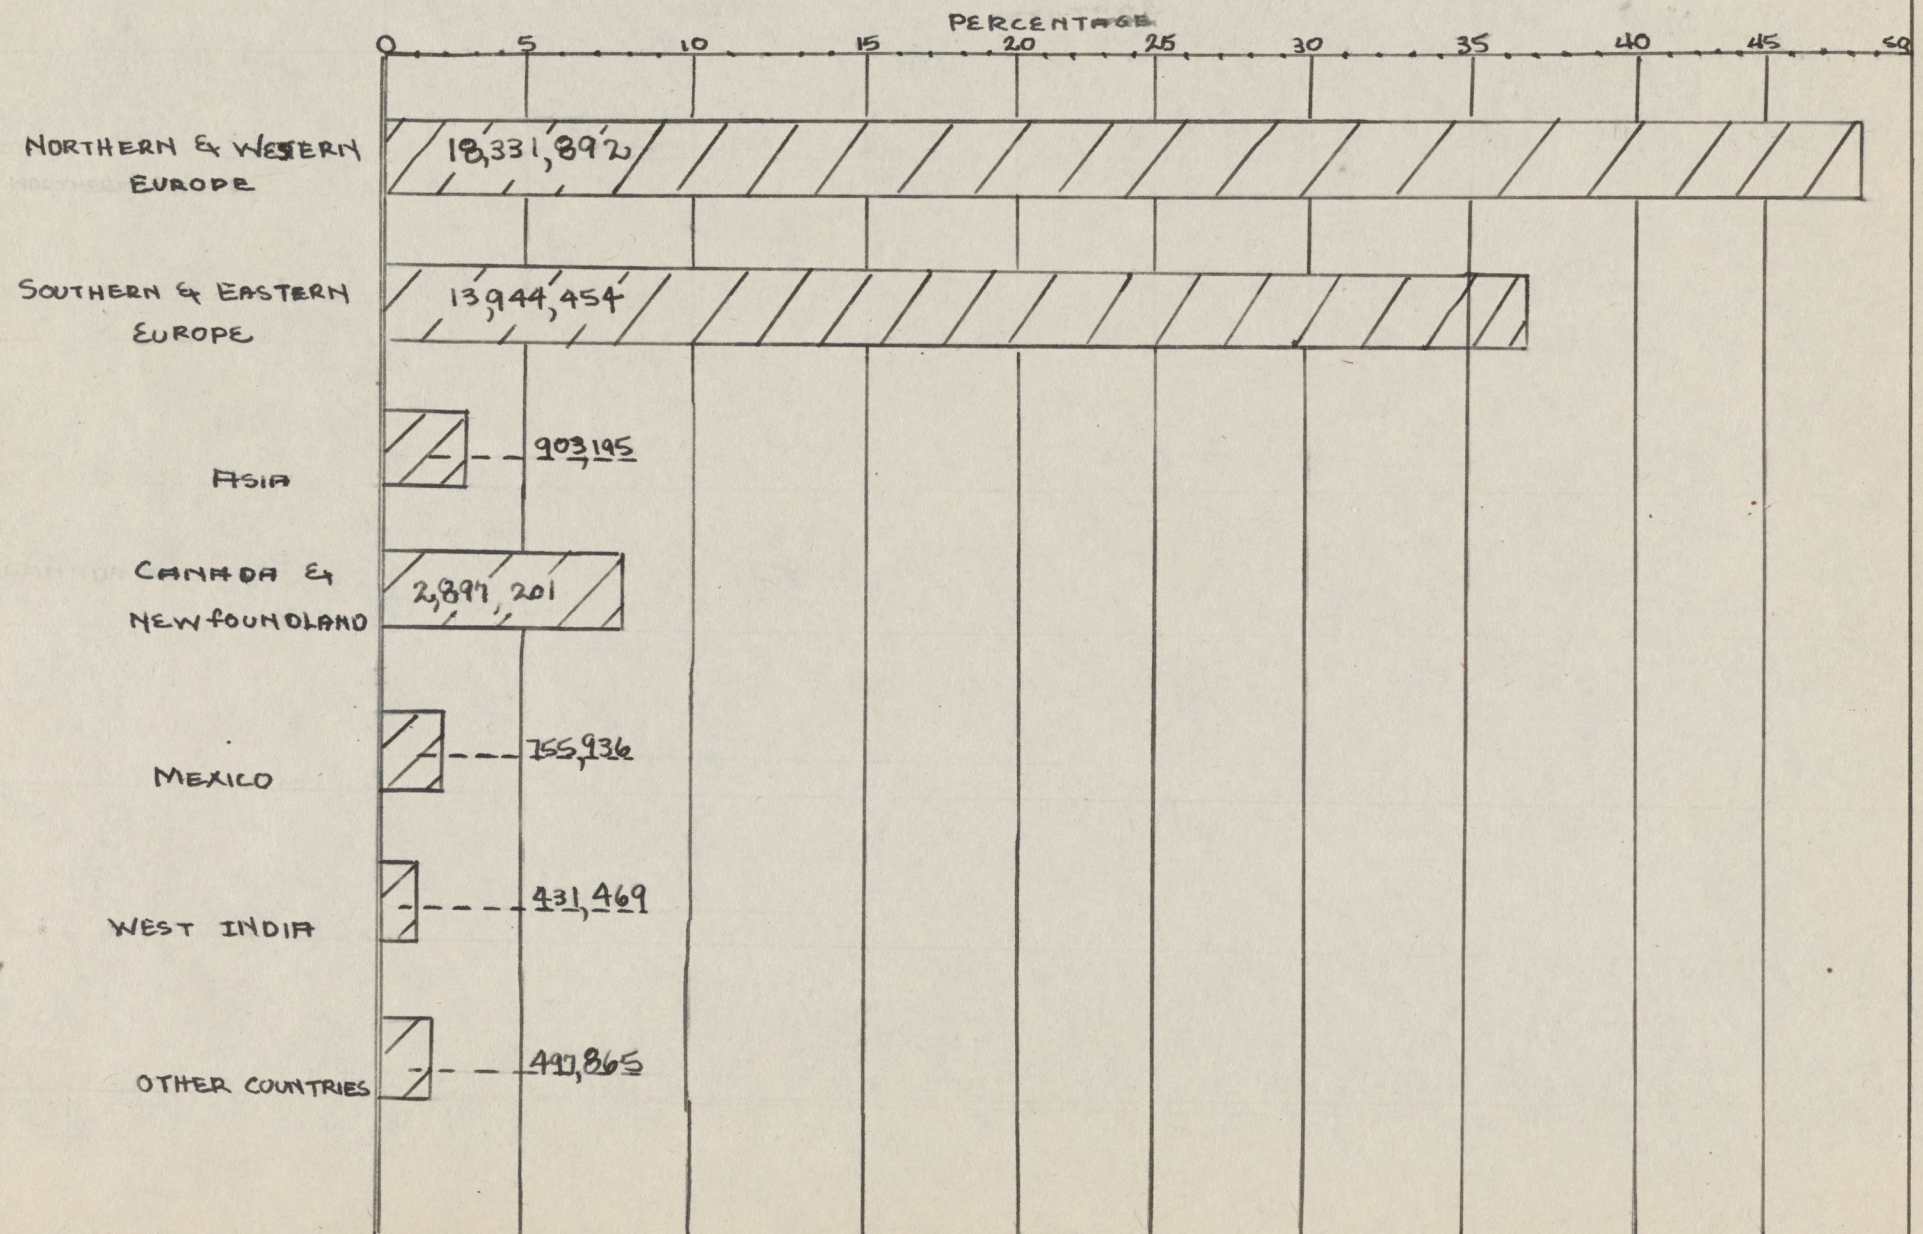 PERCENTAGE
0 5 10 15 20 25 30 35 40 45 50
NORTHERN & WESTERN
EUROPE
18,331,892
SOUTHERN & EASTERN
EUROPE
13,944,454
ASIA
903,195
CANADA &
NEWFOUNDLAND
2,897,201
MEXICO
755,936
WEST INDIA
431,469
OTHER COUNTRIES
497,865